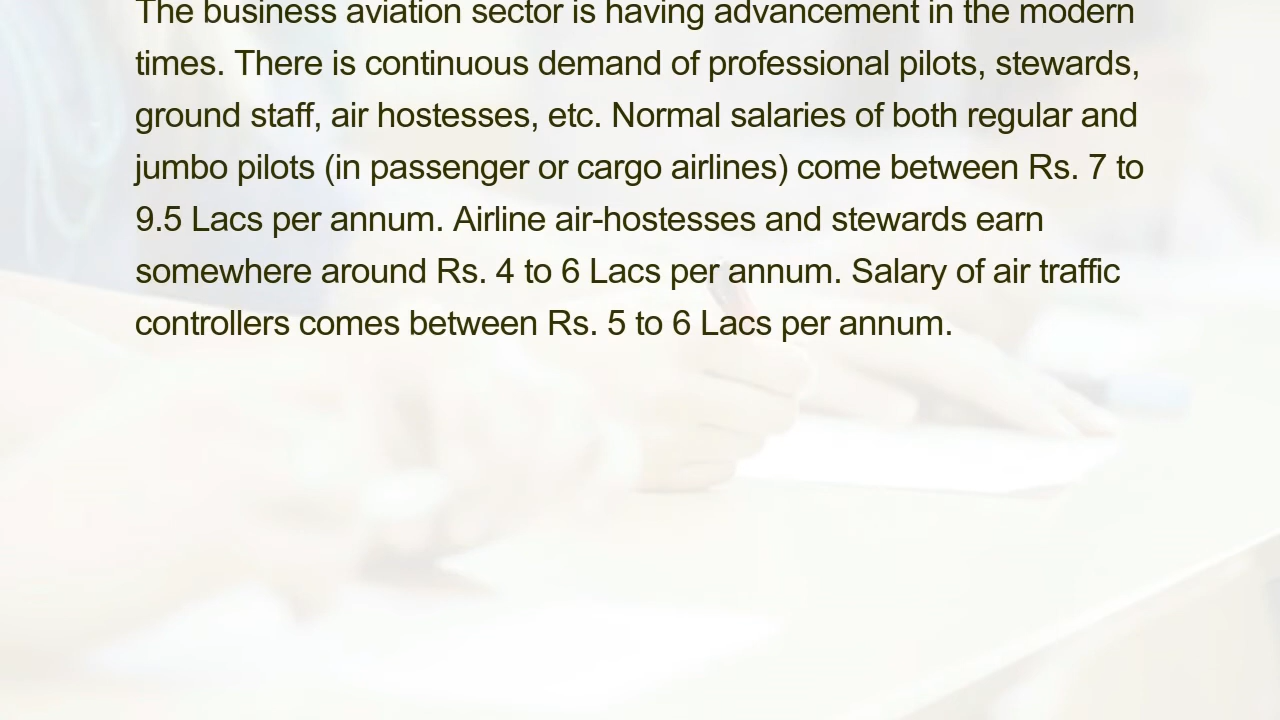 The business aviation sector is having advancement in the modern
times. There is continuous demand of professional pilots, stewards,
ground staff, air hostesses, etc. Normal salaries of both regular and
jumbo pilots (in passenger or cargo airlines) come between Rs. 7 to
9.5 Lacs per annum. Airline air-hostesses and stewards earn
somewhere around Rs. 4 to 6 Lacs per annum. Salary of air traffic
controllers comes between Rs. 5 to 6 Lacs per annum.